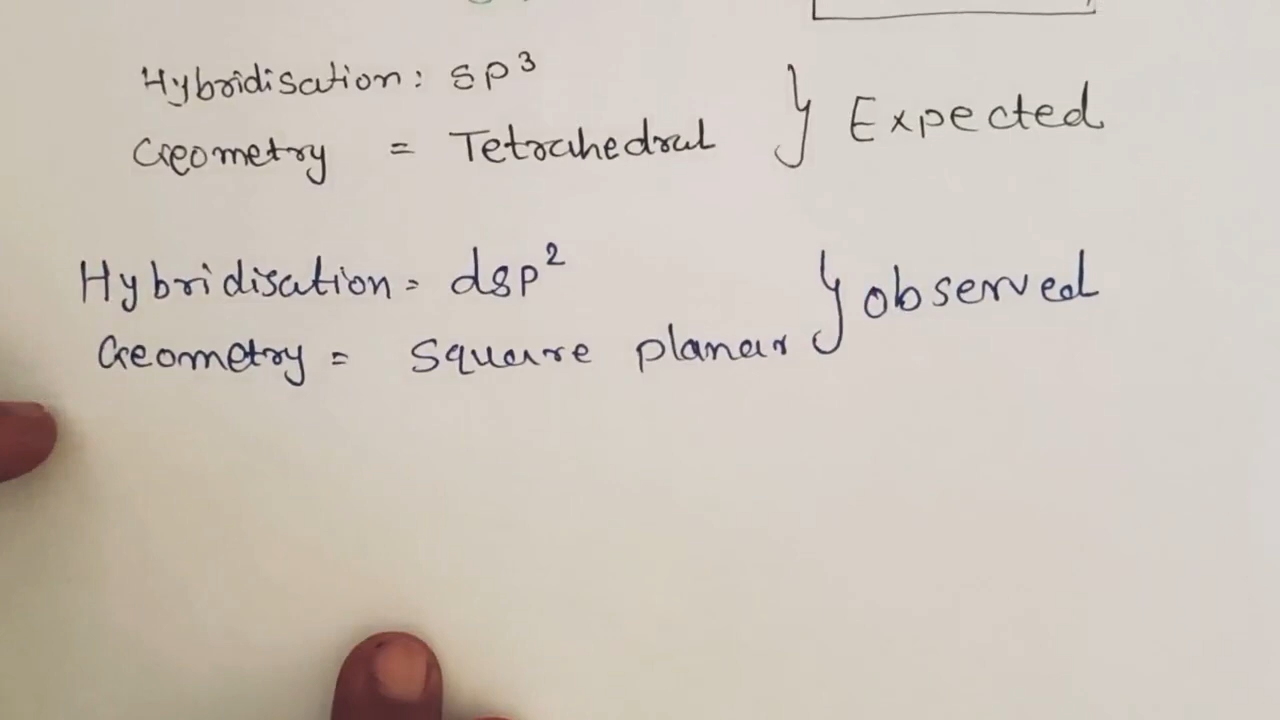 Hybridisation: sp³
Geometry = Tetrahedral } Expected
Hybridisation = dsp²
Geometry = square planar } observed